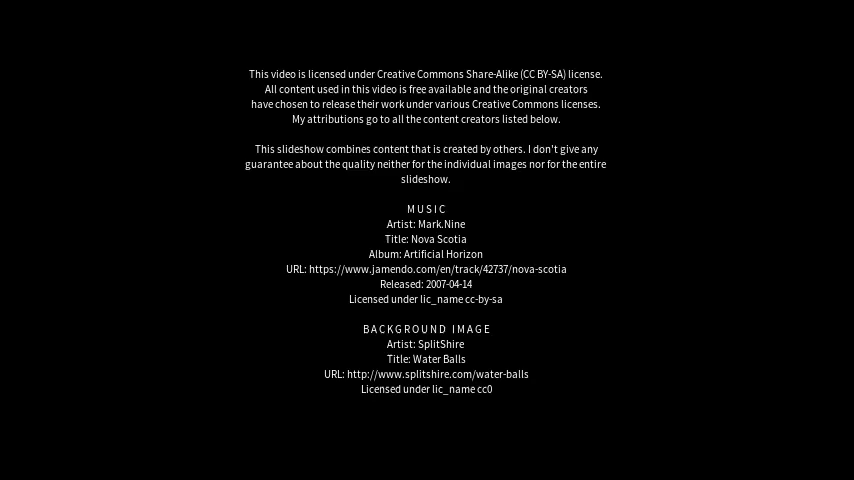 This video is licensed under Creative Commons Share-Alike (CC BY-SA) license.
All content used in this video is free available and the original creators
have chosen to release their work under various Creative Commons licenses.
My attributions go to all the content creators listed below.
This slideshow combines content that is created by others. I don't give any
guarantee about the quality neither for the individual images nor for the entire
slideshow.
MUSIC
Artist: Mark.Nine
Title: Nova Scotia
Album: Artificial Horizon
URL: https://www.jamendo.com/en/track/42737/nova-scotia
Released: 2007-04-14
Licensed under lic_name cc-by-sa
BACKGROUND IMAGE
Artist: SplitShire
Title: Water Balls
URL: http://www.splitshire.com/water-balls
Licensed under lic_name cc0